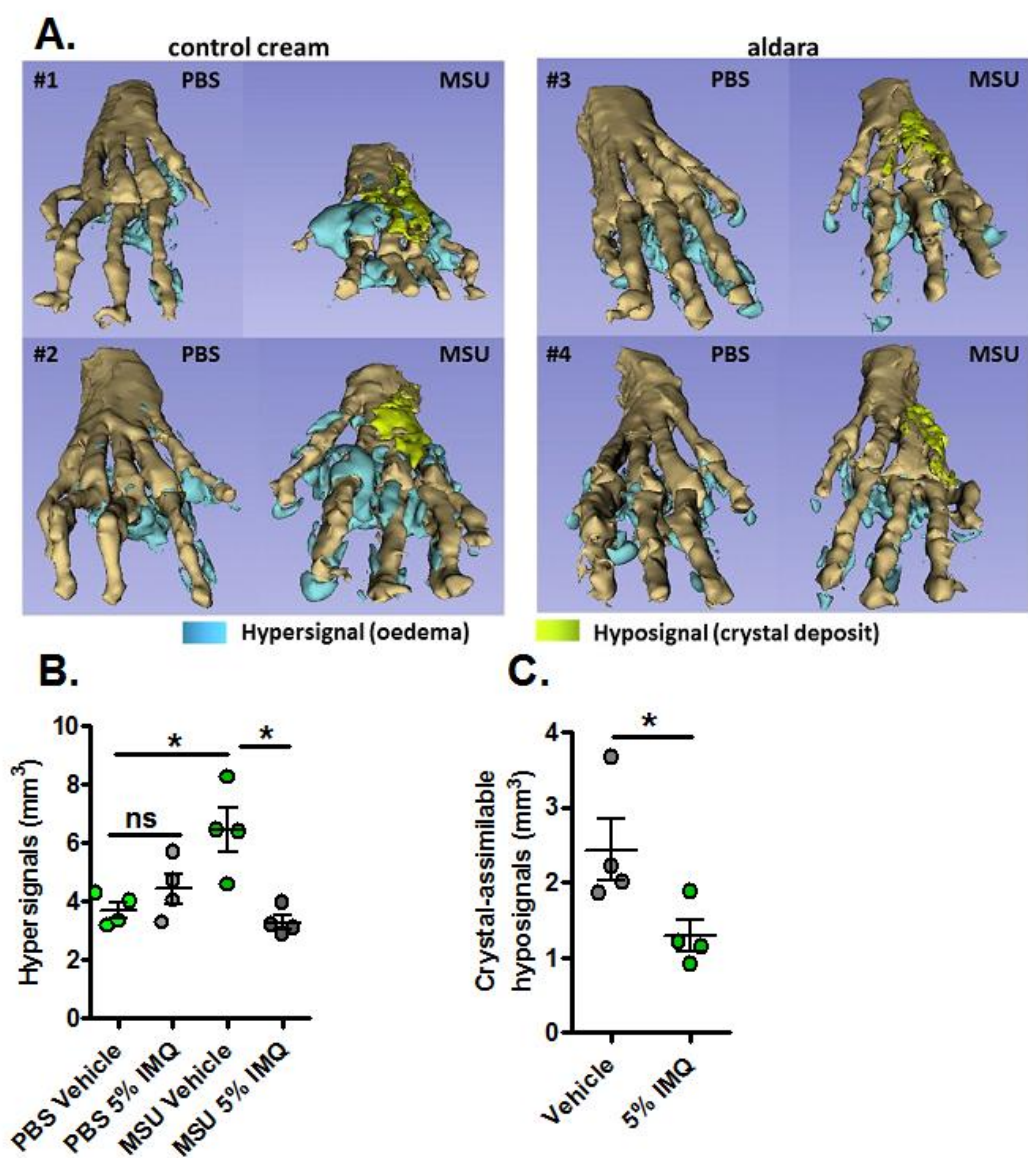 A.
control cream
aldara
#1 PBS MSU
#3 PBS MSU
#2 PBS MSU
#4 PBS MSU
Hypersignal (oedema)
Hyposignal (crystal deposit)
B.
Hypersignals (mm³)
10
8
6
4
2
0
ns
*
*
PBS Vehicle
PBS 5% IMQ
MSU Vehicle
MSU 5% IMQ
C.
Crystal-assimilable
hyposignals (mm³)
4
3
2
1
0
*
Vehicle
5% IMQ